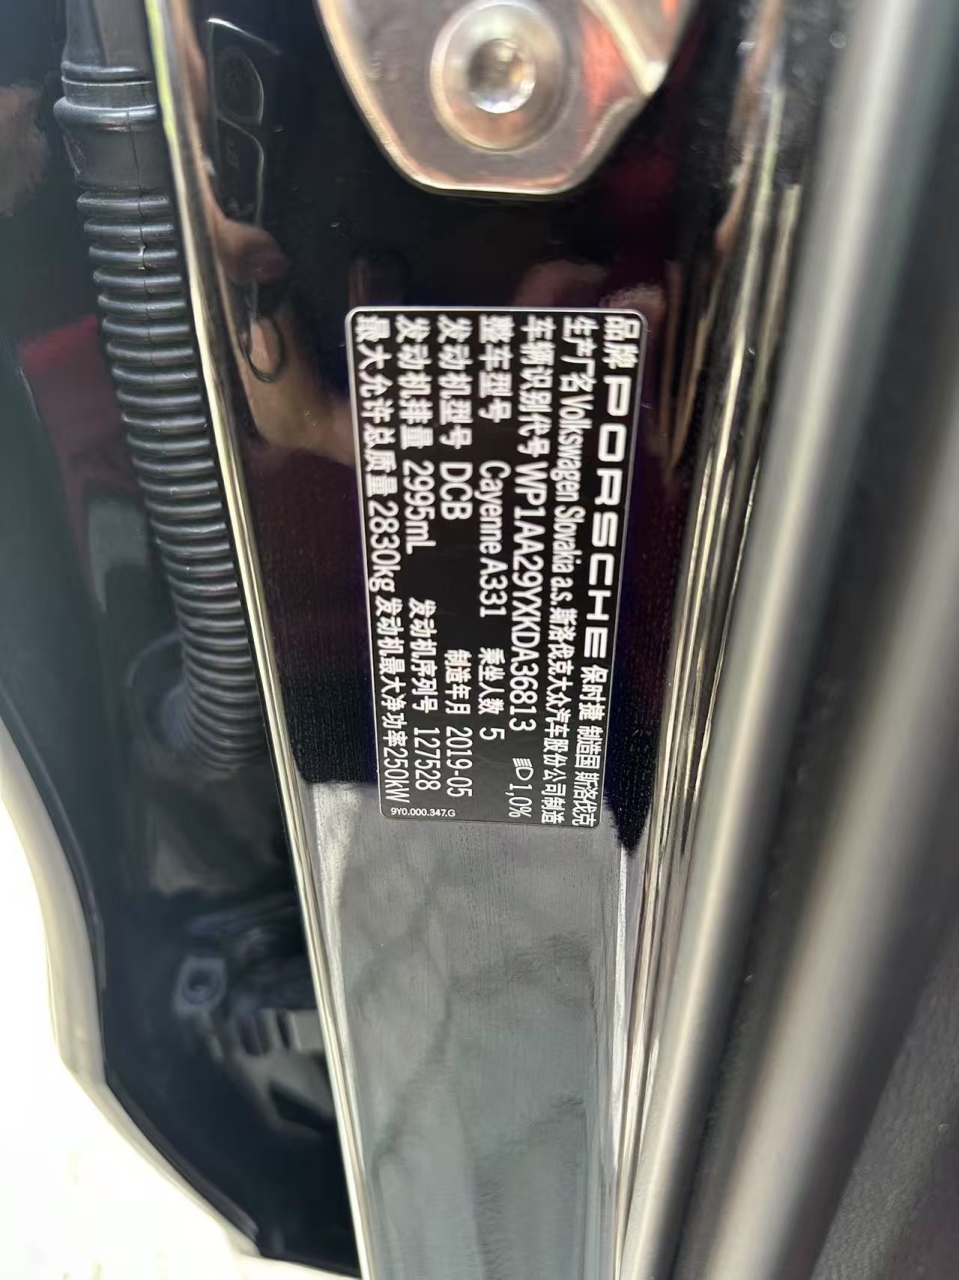 品牌 PORSCHE 保时捷 制造国 斯洛伐克
生产厂名 Volkswagen Slovakia a.s.斯洛伐克大众汽车股份公司制造
车辆识别代号 WP1AA29YXKDA36813 1,0%
整车型号 Cayenne A331 乘坐人数 5
发动机型号 DCB 制造年月 2019-05
发动机排量 2995mL 发动机序列号 127528
最大允许总质量 2830kg 发动机最大净功率250kW
9Y0.000.347.G